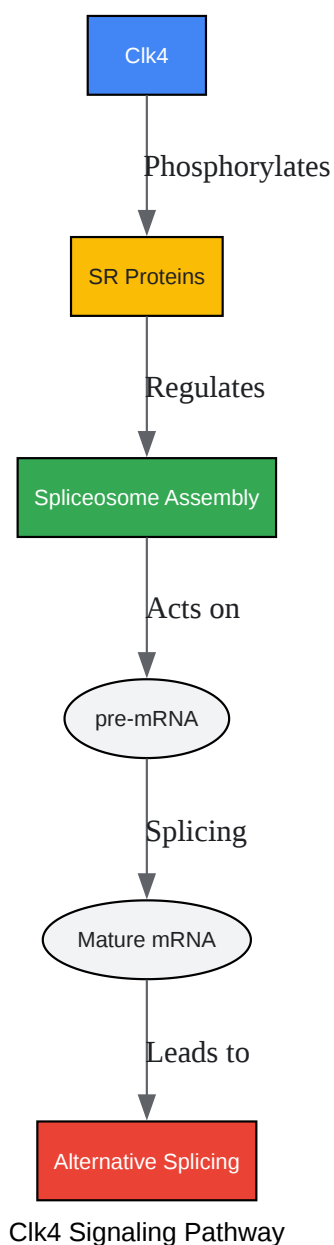 Clk4
Phosphorylates
SR Proteins
Regulates
Spliceosome Assembly
Acts on
pre-mRNA
Splicing
Mature mRNA
Leads to
Alternative Splicing
Clk4 Signaling Pathway